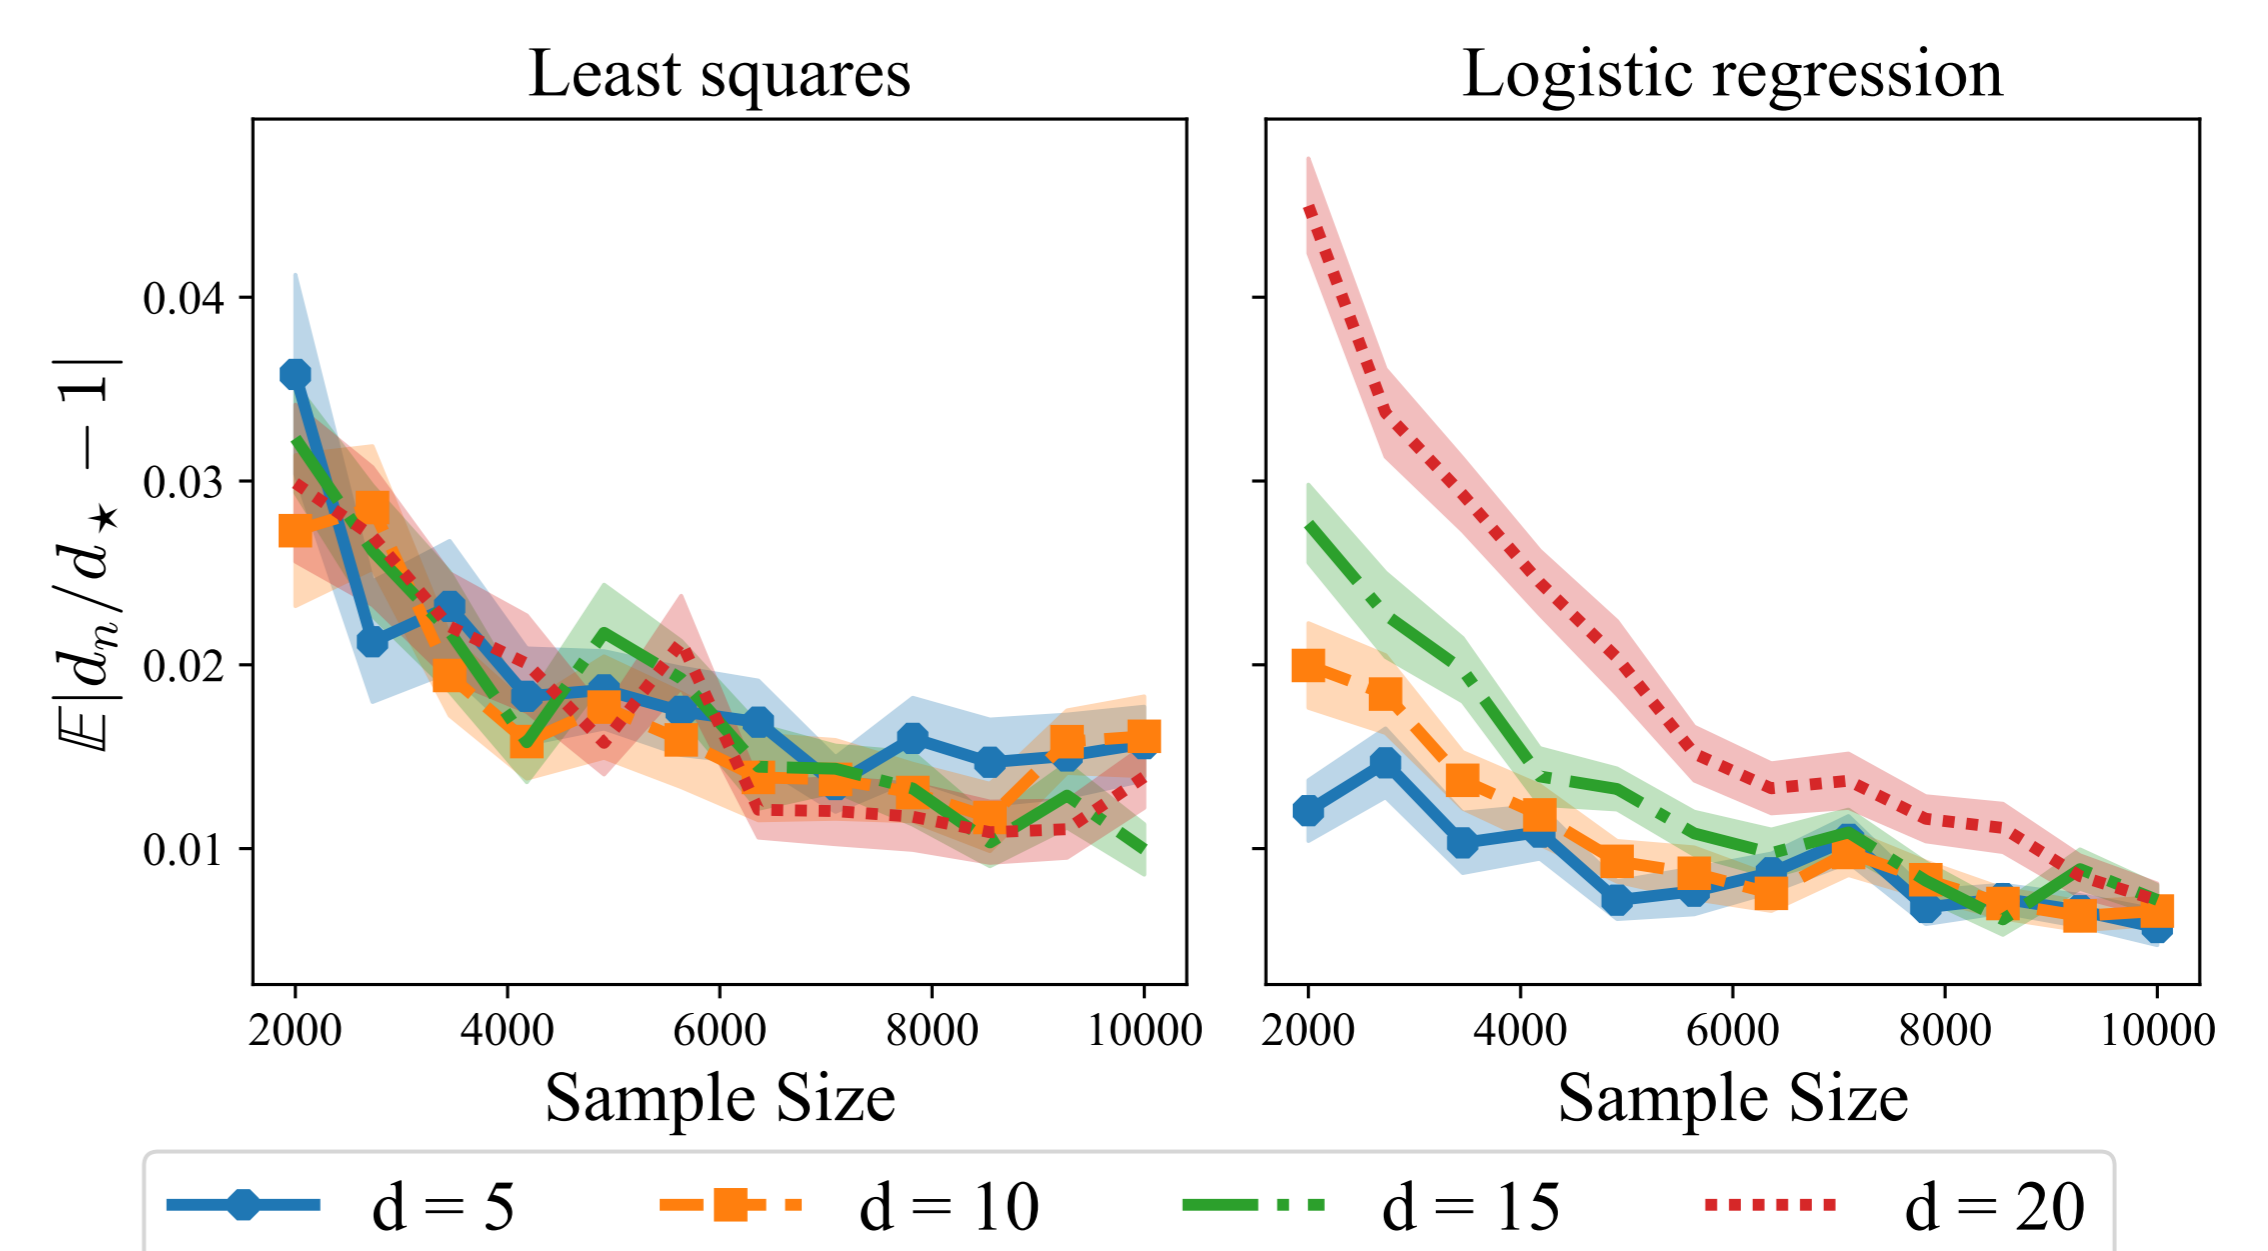 Least squares
Logistic regression
𝔼|d_n/d_⋆ − 1|
0.04
0.03
0.02
0.01
2000 4000 6000 8000 10000
2000 4000 6000 8000 10000
Sample Size
Sample Size
d = 5 d = 10 d = 15 d = 20